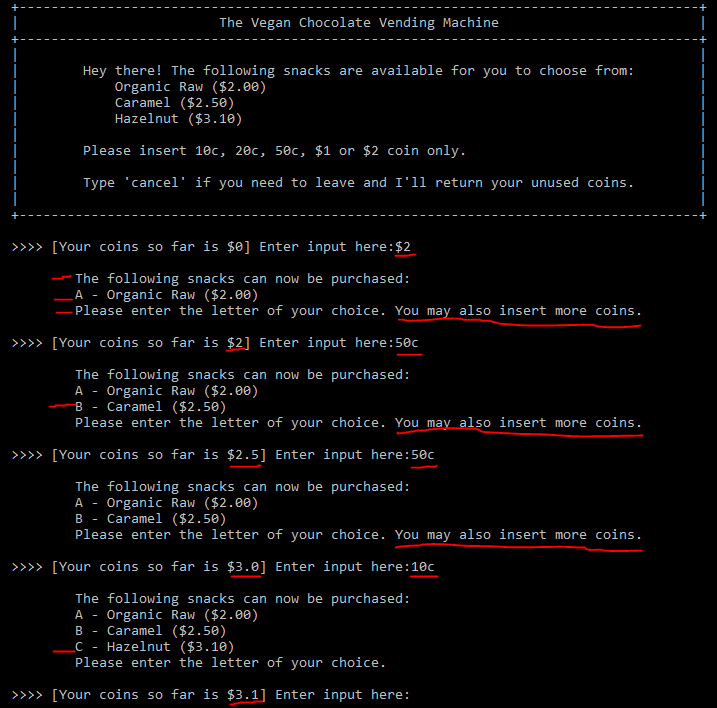 +-------------------------------------------------------------------------------------+
| The Vegan Chocolate Vending Machine |
+-------------------------------------------------------------------------------------+
Hey there! The following snacks are available for you to choose from:
Organic Raw ($2.00)
Caramel ($2.50)
Hazelnut ($3.10)
Please insert 10c, 20c, 50c, $1 or $2 coin only.
Type 'cancel' if you need to leave and I'll return your unused coins.
+-------------------------------------------------------------------------------------+
>>>> [Your coins so far is $0] Enter input here:$2
The following snacks can now be purchased:
A - Organic Raw ($2.00)
Please enter the letter of your choice. You may also insert more coins.
>>>> [Your coins so far is $2] Enter input here:50c
The following snacks can now be purchased:
A - Organic Raw ($2.00)
B - Caramel ($2.50)
Please enter the letter of your choice. You may also insert more coins.
>>>> [Your coins so far is $2.5] Enter input here:50c
The following snacks can now be purchased:
A - Organic Raw ($2.00)
B - Caramel ($2.50)
Please enter the letter of your choice. You may also insert more coins.
>>>> [Your coins so far is $3.0] Enter input here:10c
The following snacks can now be purchased:
A - Organic Raw ($2.00)
B - Caramel ($2.50)
C - Hazelnut ($3.10)
Please enter the letter of your choice.
>>>> [Your coins so far is $3.1] Enter input here: